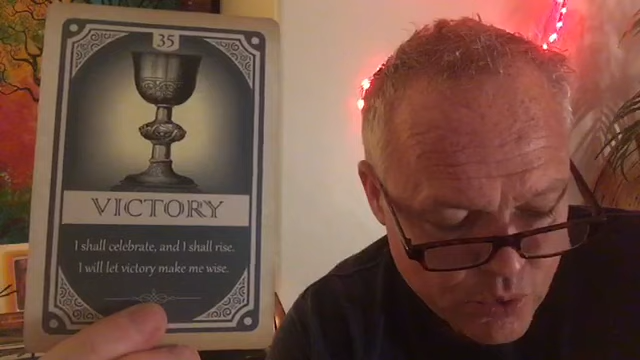 35
VICTORY
I shall celebrate, and I shall rise.
I will let victory make me wise.